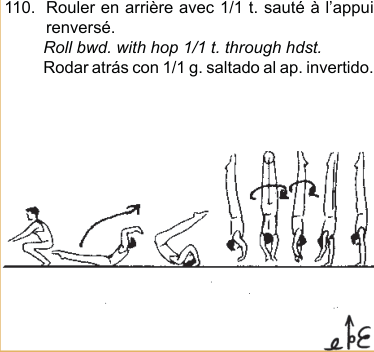 110. Rouler en arrière avec 1/1 t. sauté à l’appui
renversé.
Roll bwd. with hop 1/1 t. through hdst.
Rodar atrás con 1/1 g. saltado al ap. invertido.